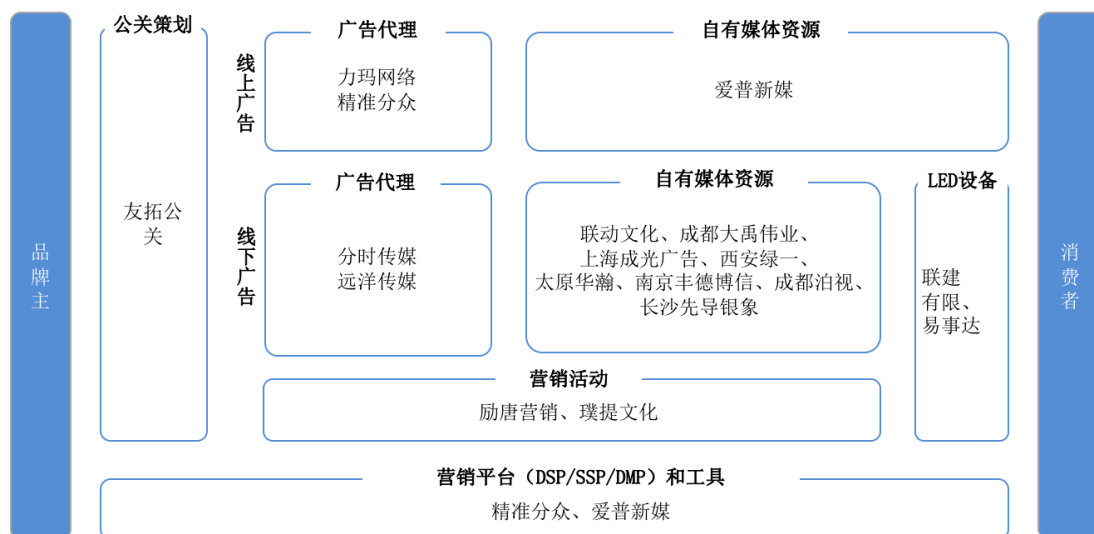 品牌主
公关策划
友拓公
关
线上广告
广告代理
力玛网络
精准分众
自有媒体资源
爱普新媒
线下广告
广告代理
分时传媒
远洋传媒
自有媒体资源
联动文化、成都大禹伟业、
上海成光广告、西安绿一、
太原华瀚、南京丰德博信、成都泊视、
长沙先导银象
LED设备
联建
有限、
易事达
营销活动
励唐营销、璞提文化
营销平台（DSP/SSP/DMP）和工具
精准分众、爱普新媒
消费者